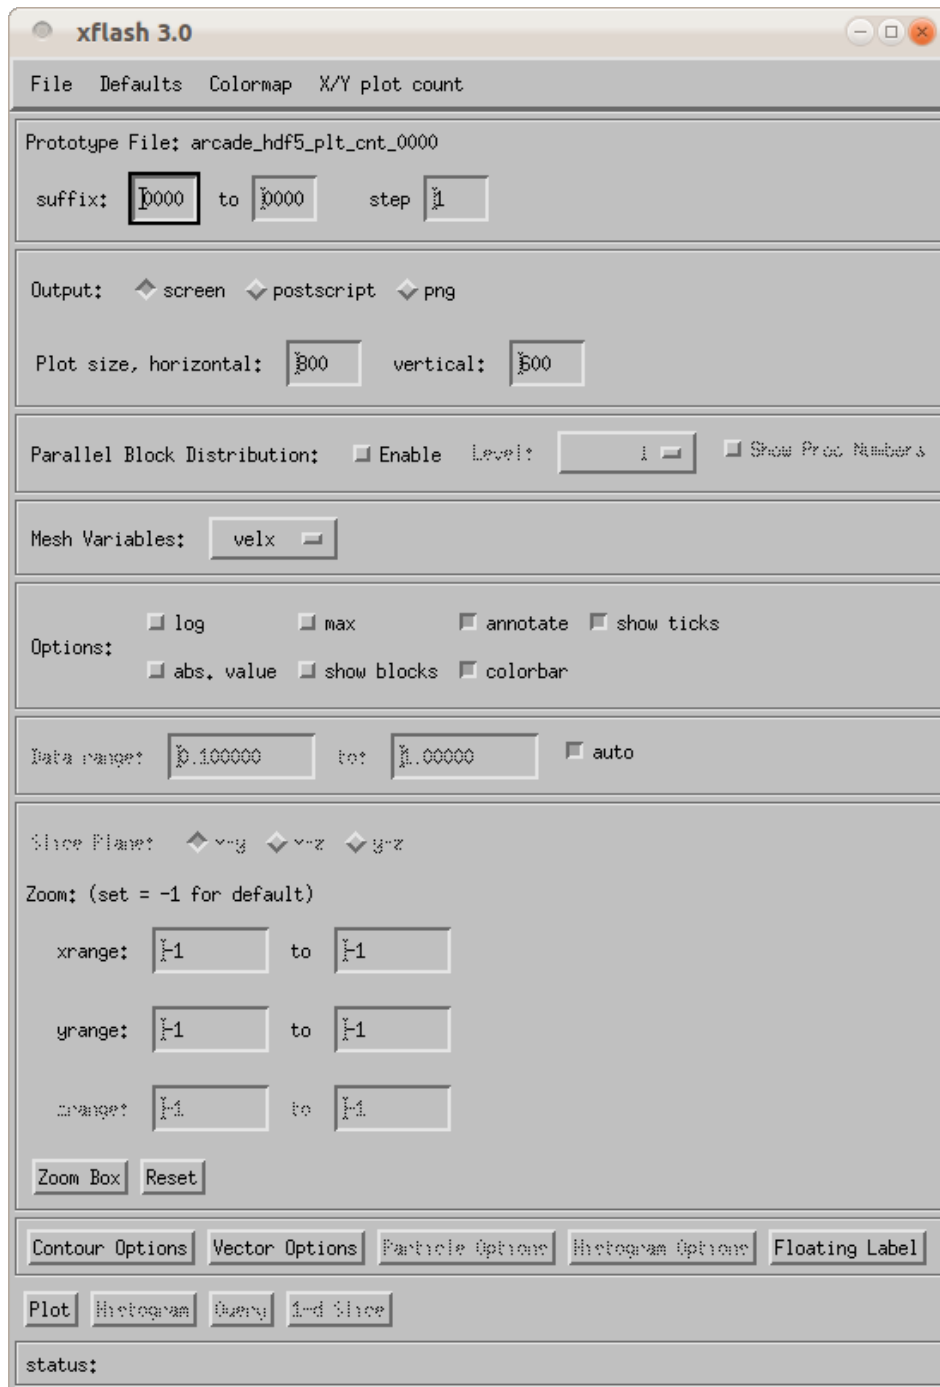 xflash 3.0
File Defaults Colormap X/Y plot count
Prototype File: arcade_hdf5_plt_cnt_0000
suffix: 0000 to 0000 step 1
Output: screen postscript png
Plot size, horizontal: 800 vertical: 600
Parallel Block Distribution: Enable Level: 1 Show Proc Numbers
Mesh Variables: velx
log max annotate show ticks
Options:
abs. value show blocks colorbar
Data range: 0.100000 to: 1.00000 auto
Slice Plane: x-y x-z y-z
Zoom: (set = -1 for default)
xrange: -1 to -1
yrange: -1 to -1
zrange: -1 to -1
Zoom Box Reset
Contour Options Vector Options Particle Options Histogram Options Floating Label
Plot Histogram Query 1-d Slice
status: